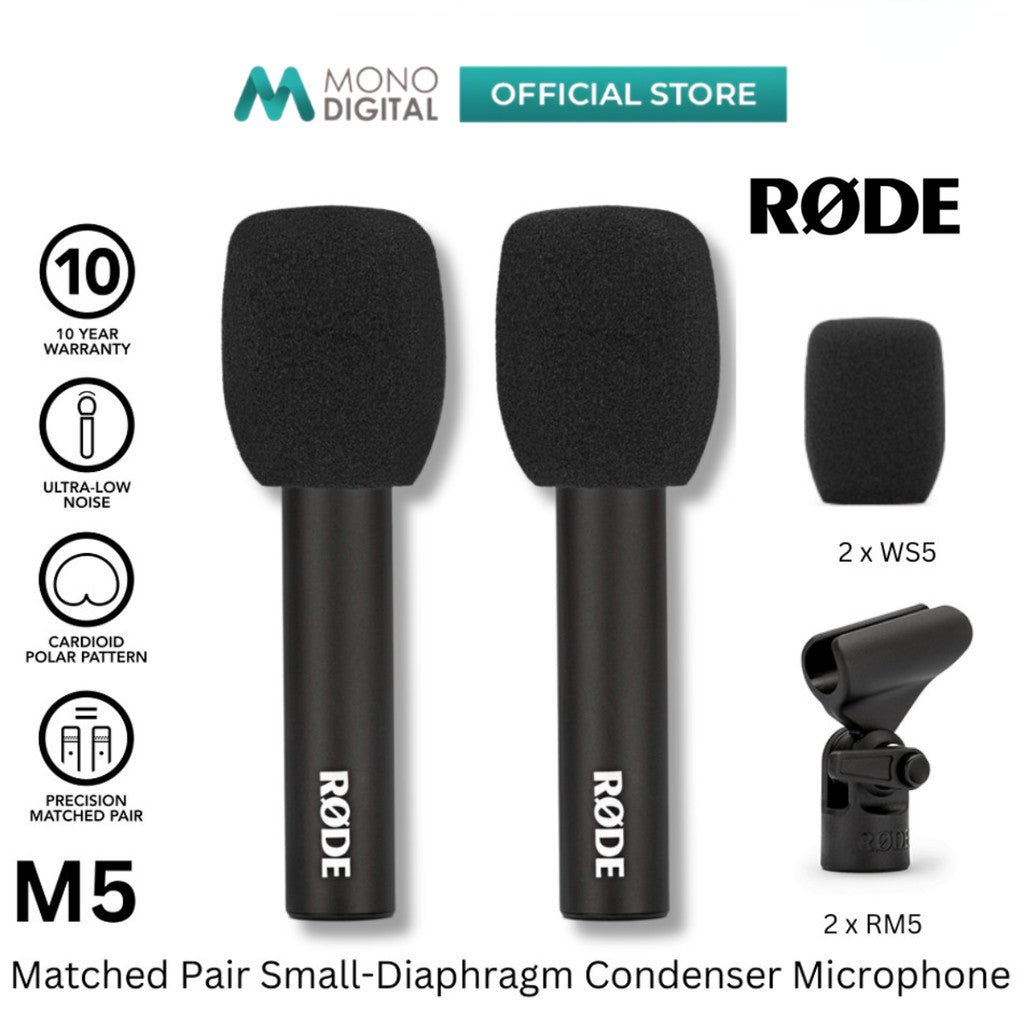 MONO
DIGITAL
OFFICIAL STORE
RØDE
10
10 YEAR
WARRANTY
ULTRA-LOW
NOISE
CARDIOID
POLAR PATTERN
PRECISION
MATCHED PAIR
RØDE
RØDE
2 x WS5
RØDE
2 x RM5
M5
Matched Pair Small-Diaphragm Condenser Microphone